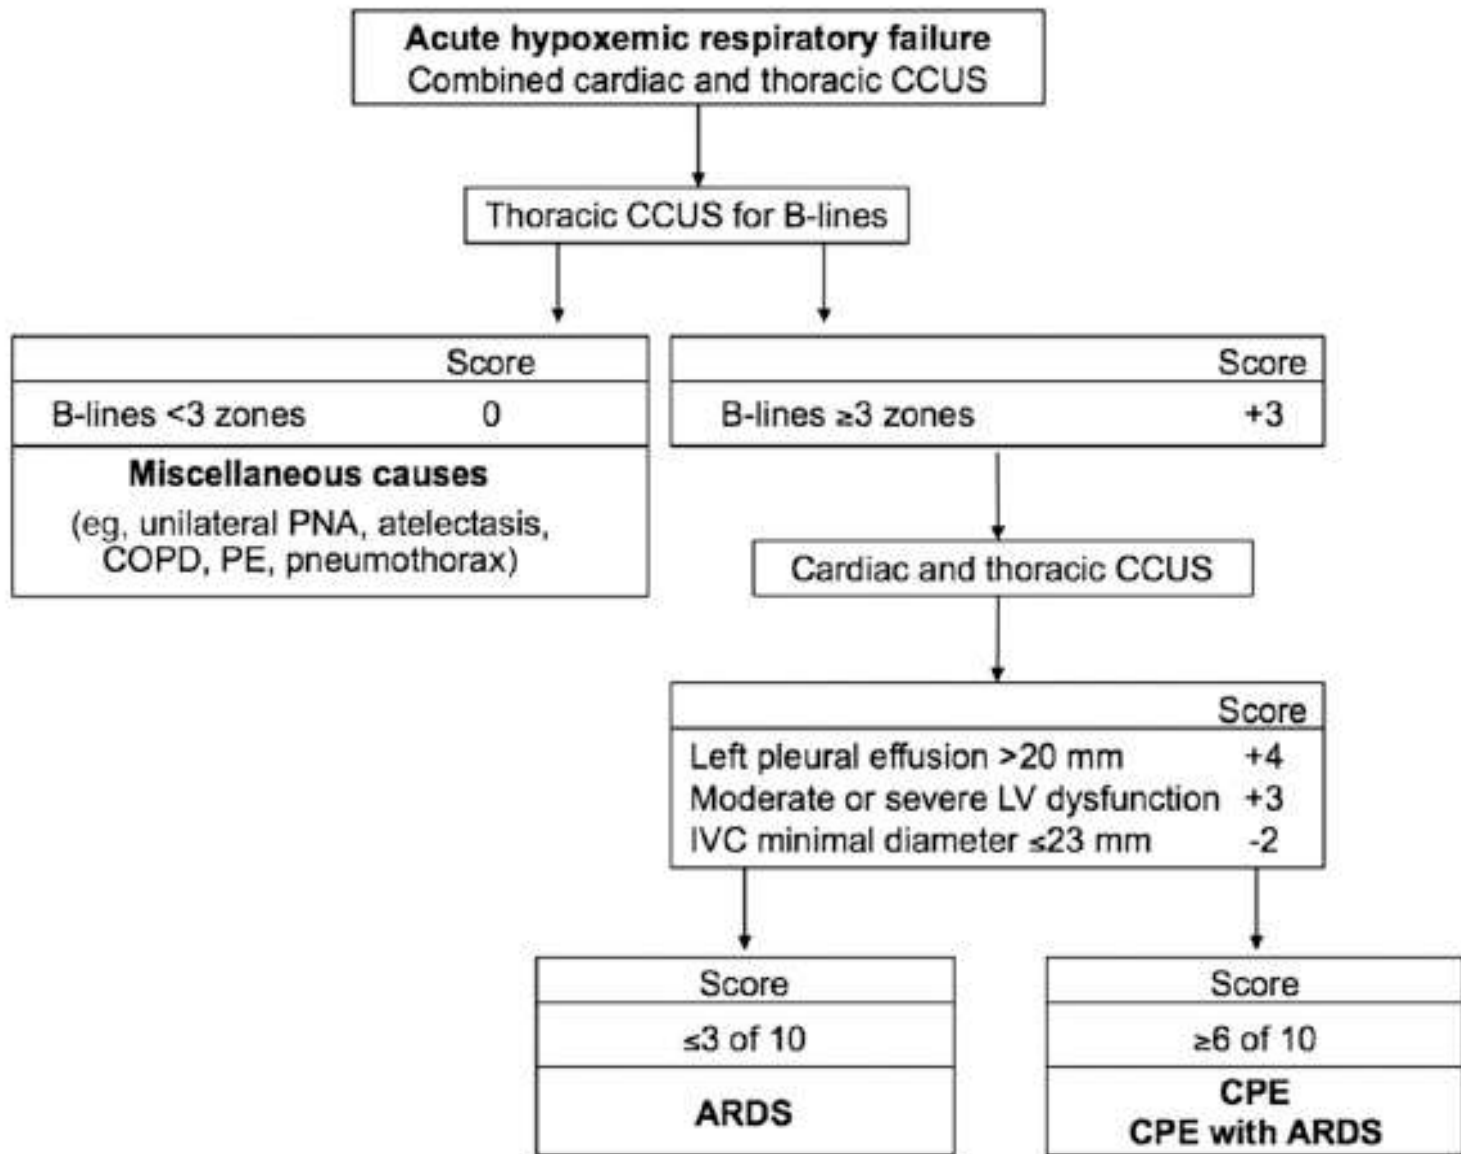 Acute hypoxemic respiratory failure
Combined cardiac and thoracic CCUS
Thoracic CCUS for B-lines
Score
B-lines <3 zones 0
Miscellaneous causes
(eg, unilateral PNA, atelectasis,
COPD, PE, pneumothorax)
Score
B-lines ≥3 zones +3
Cardiac and thoracic CCUS
Score
Left pleural effusion >20 mm +4
Moderate or severe LV dysfunction +3
IVC minimal diameter ≤23 mm -2
Score
≤3 of 10
ARDS
Score
≥6 of 10
CPE
CPE with ARDS